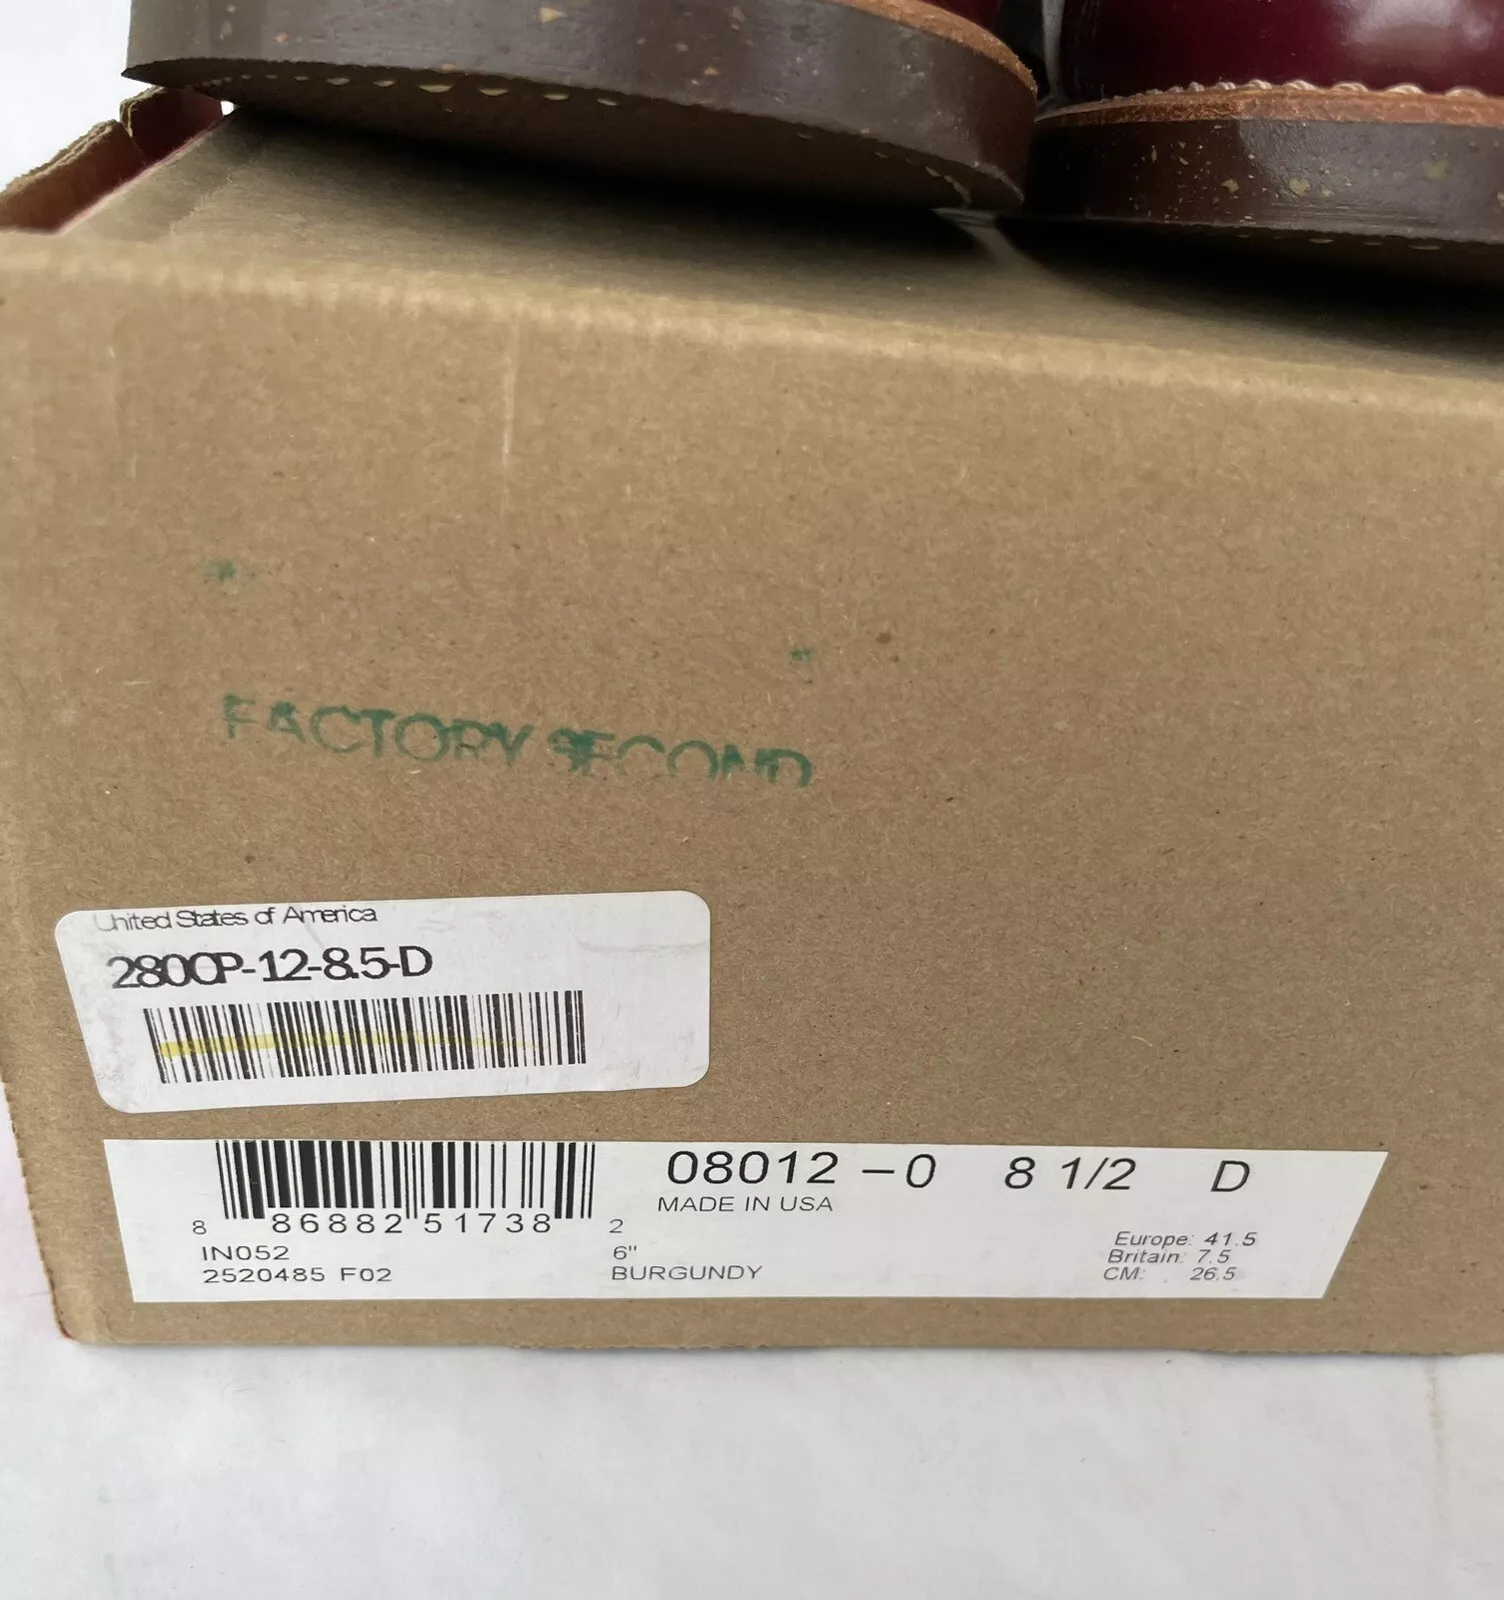 FACTORY SECOND
United States of America
280CP-12-8.5-D
08012 -0 8 1/2 D
MADE IN USA
8 86882 51738 2
IN052
6"
2520485 F02
BURGUNDY
Europe: 41.5
Britain: 7.5
CM: 26.5